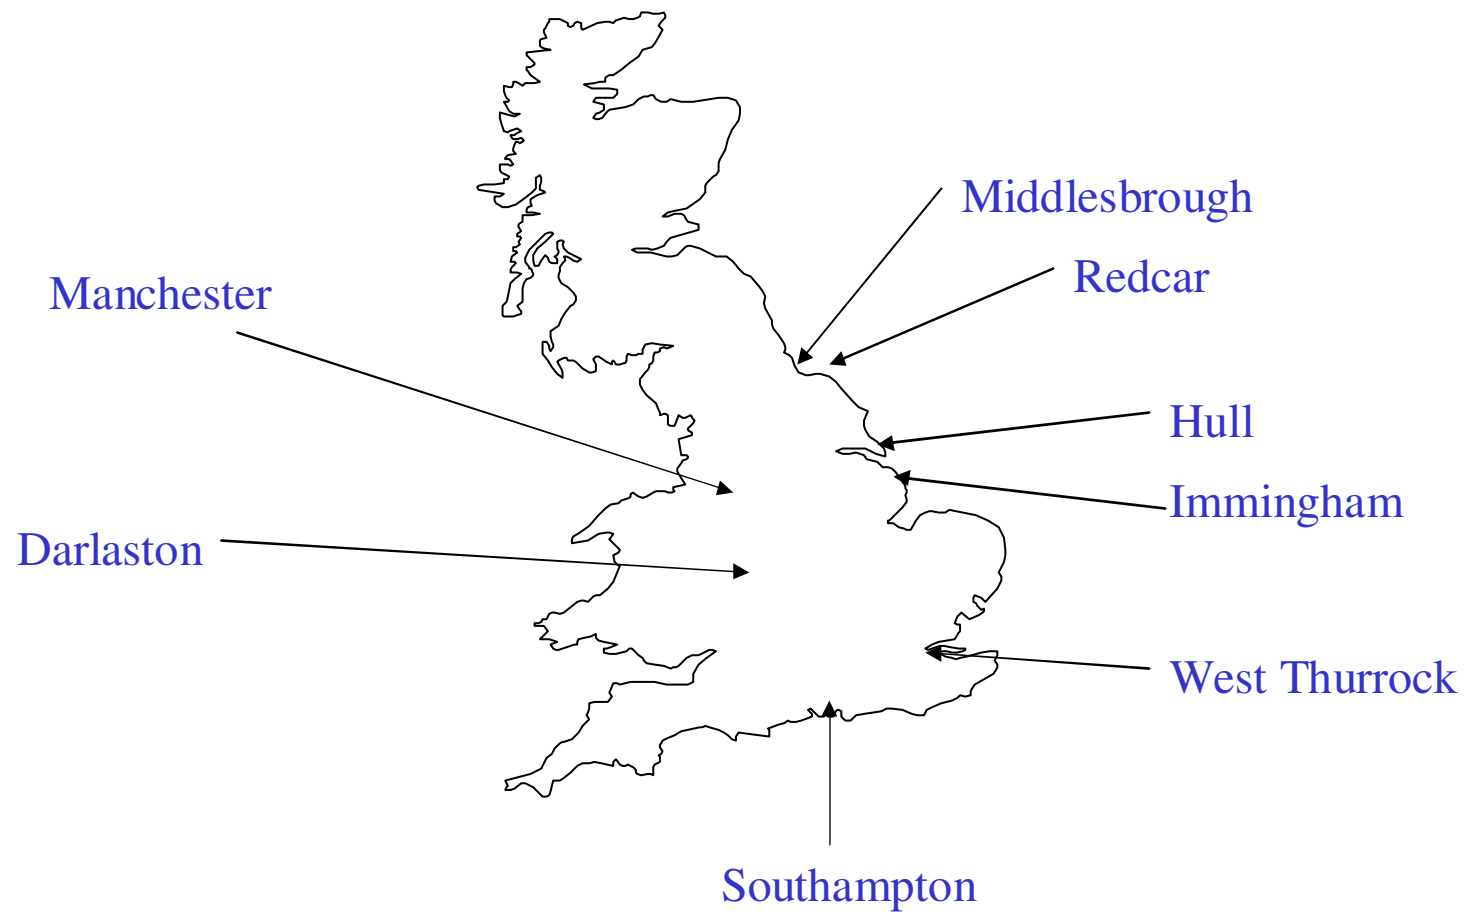 Middlesbrough
Redcar
Manchester
Hull
Immingham
Darlaston
West Thurrock
Southampton